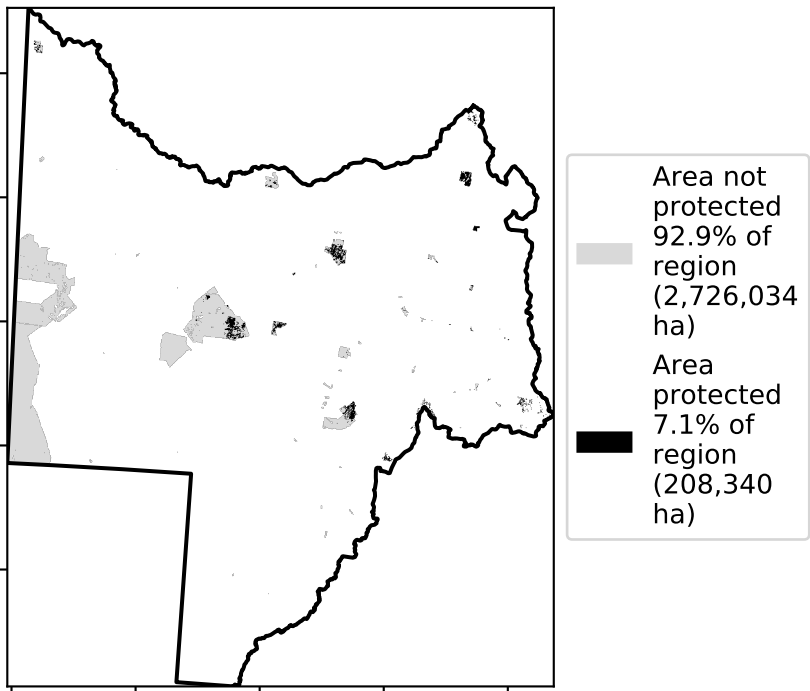 Area not
protected
92.9% of
region
(2,726,034
ha)
Area
protected
7.1% of
region
(208,340
ha)